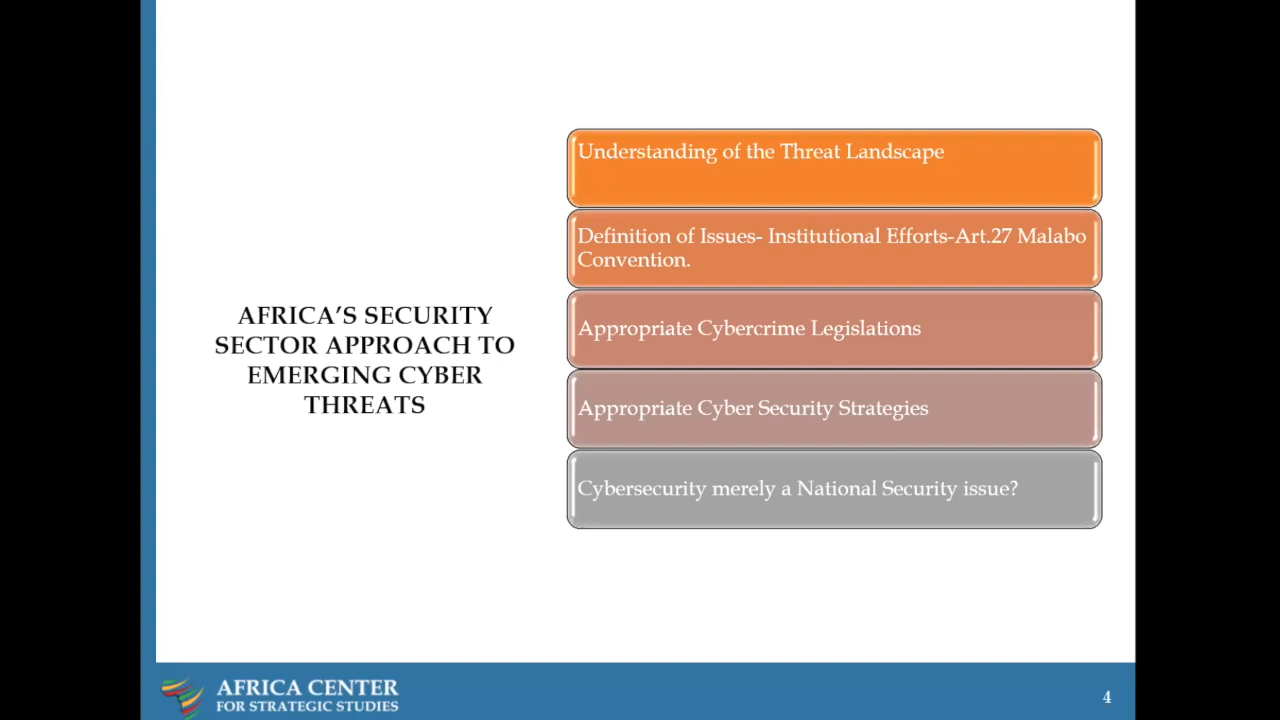 AFRICA’S SECURITY
SECTOR APPROACH TO
EMERGING CYBER
THREATS
Understanding of the Threat Landscape
Definition of Issues- Institutional Efforts-Art.27 Malabo
Convention.
Appropriate Cybercrime Legislations
Appropriate Cyber Security Strategies
Cybersecurity merely a National Security issue?
AFRICA CENTER
FOR STRATEGIC STUDIES
4